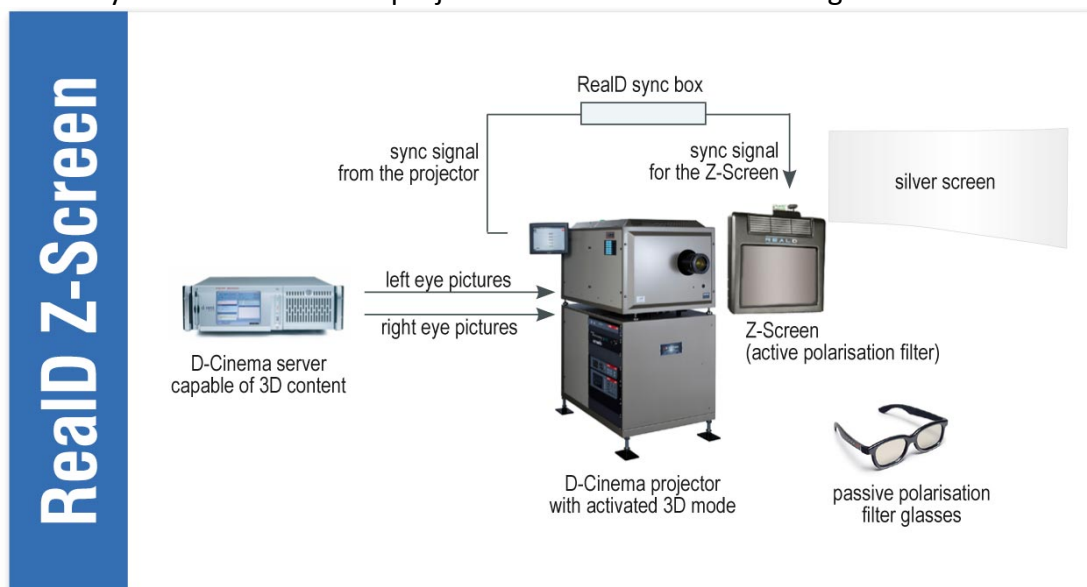 RealD Z-Screen
RealD sync box
sync signal
from the projector
sync signal
for the Z-Screen
silver screen
REALD
left eye pictures
right eye pictures
Z-Screen
(active polarisation filter)
D-Cinema server
capable of 3D content
D-Cinema projector
with activated 3D mode
passive polarisation
filter glasses